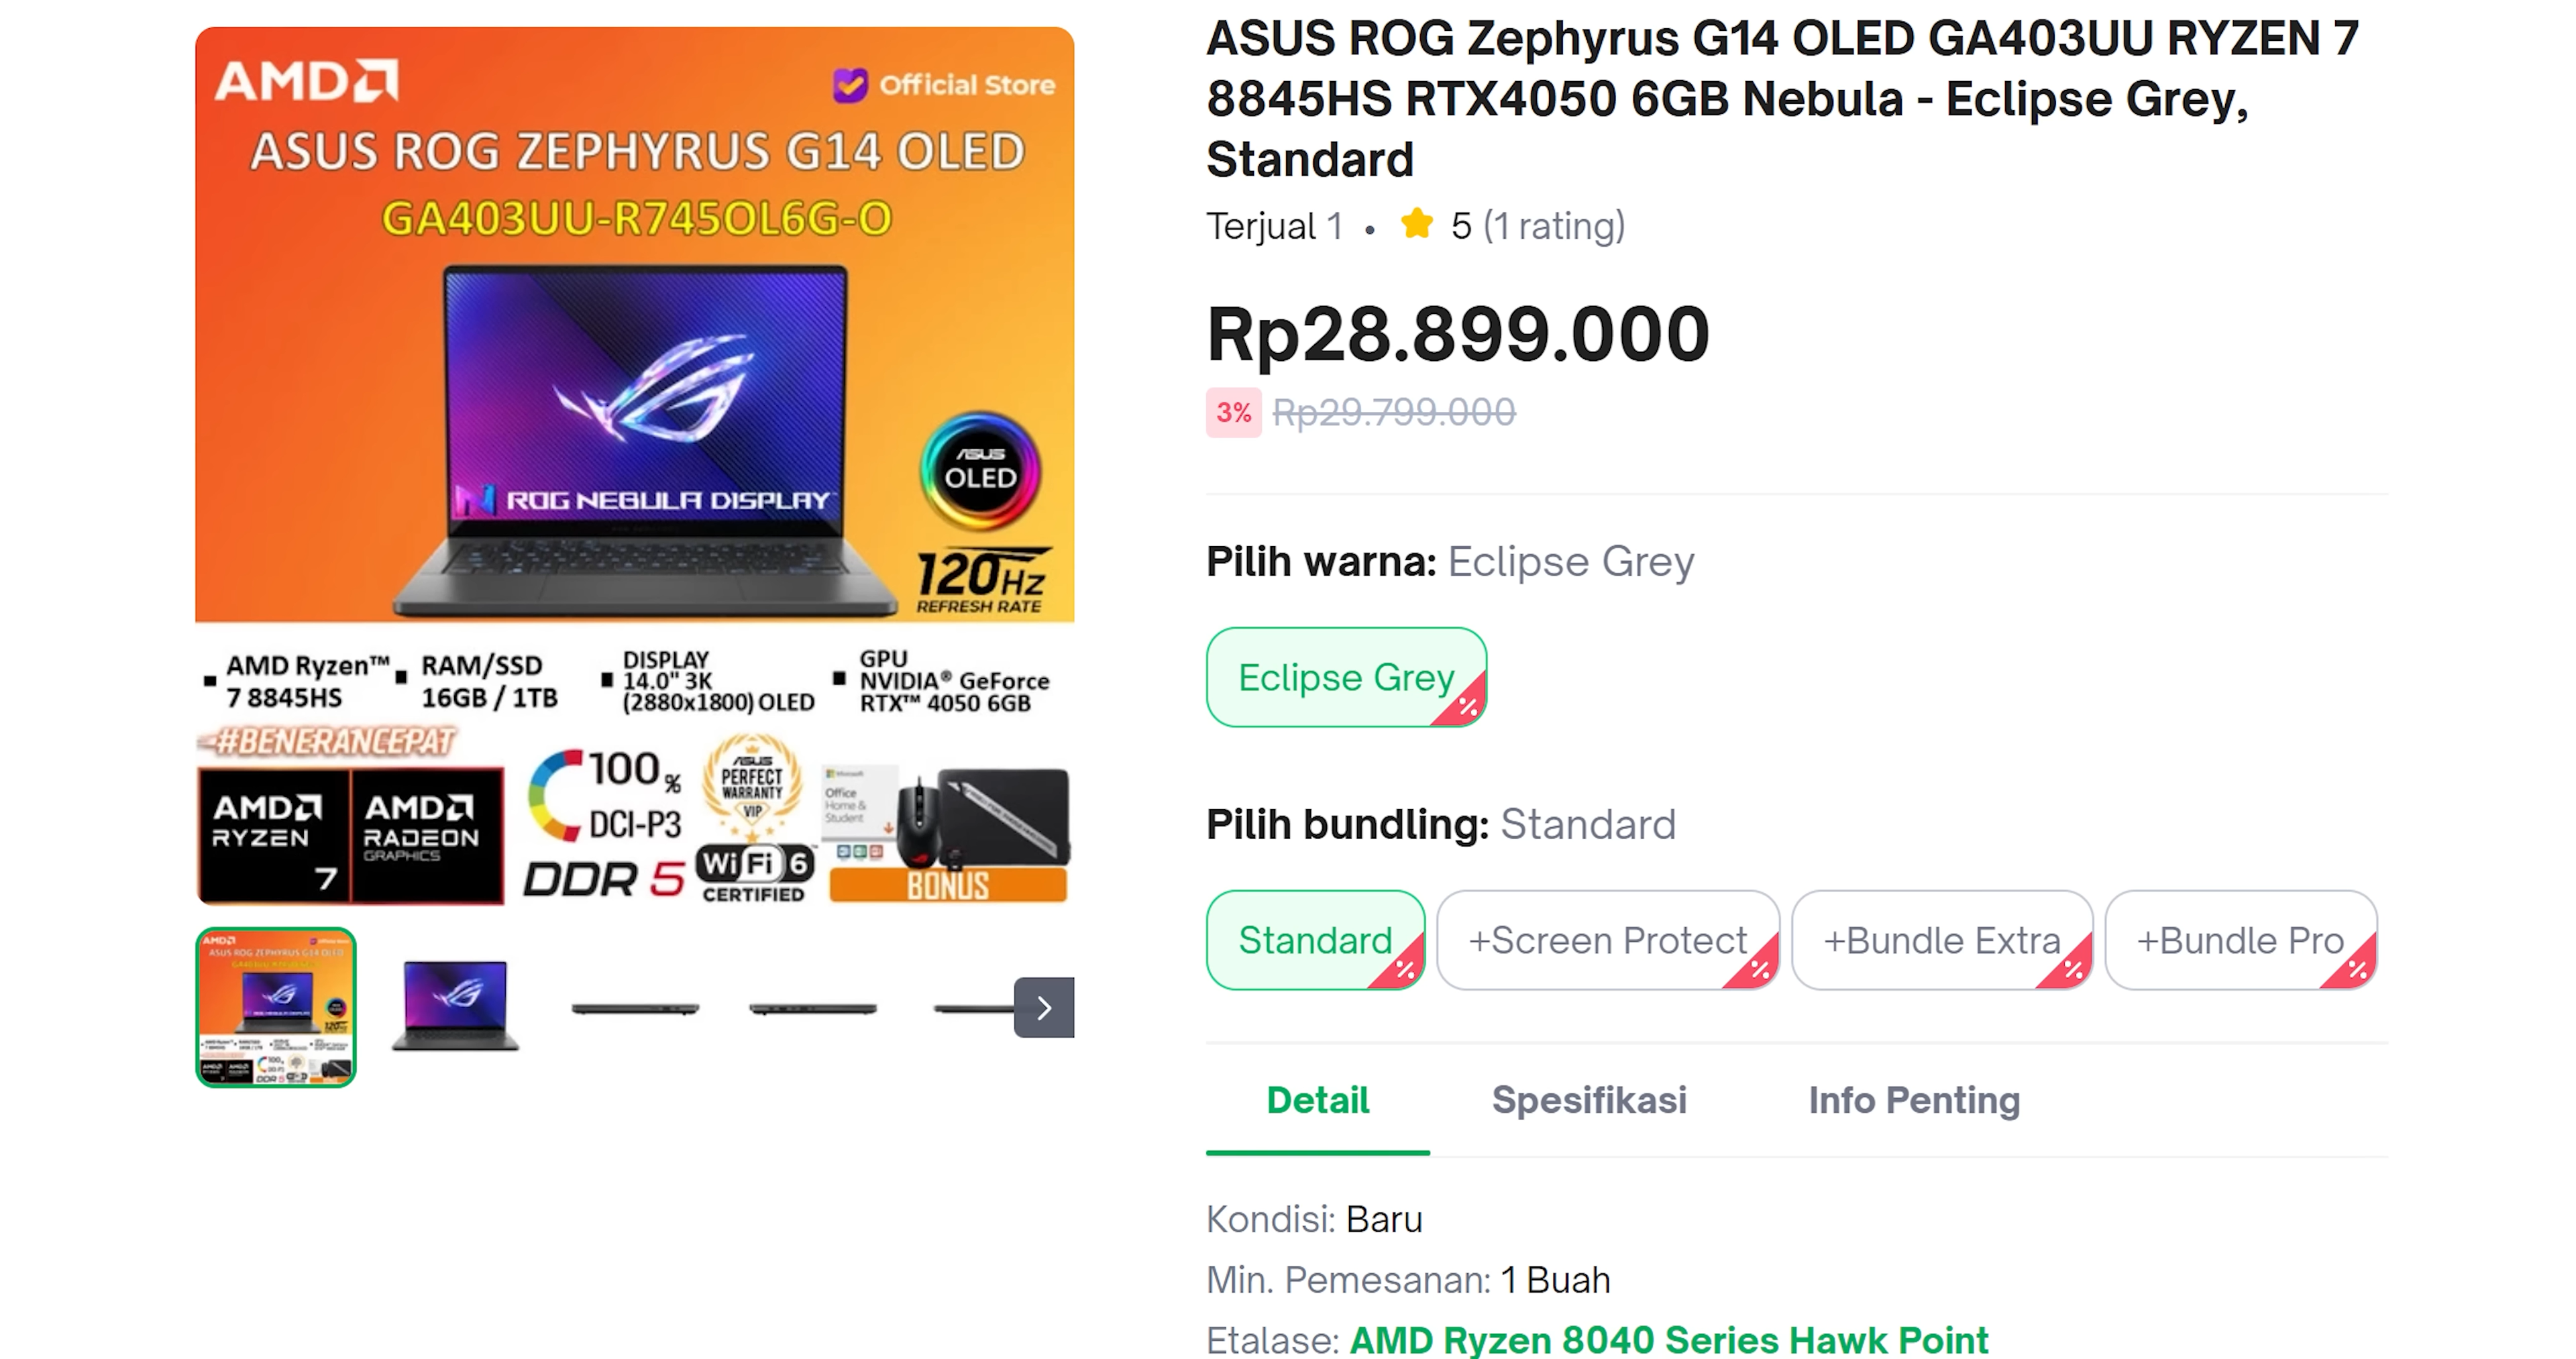 AMD
Official Store
ASUS ROG ZEPHYRUS G14 OLED
GA403UU-R745OL6G-O
ROG NEBULA DISPLAY
ASUS
OLED
120Hz
REFRESH RATE
AMD Ryzen™
7 8845HS
RAM/SSD
16GB / 1TB
DISPLAY
14.0" 3K
(2880x1800) OLED
GPU
NVIDIA® GeForce
RTX™ 4050 6GB
#BENERANCEPAT
AMD
RYZEN
7
AMD
RADEON
GRAPHICS
100%
DCI-P3
DDR 5
ASUS
PERFECT
WARRANTY
VIP
WiFi 6
CERTIFIED
Microsoft
Office
Home &
Student
BONUS
ASUS ROG Zephyrus G14 OLED GA403UU RYZEN 7
8845HS RTX4050 6GB Nebula - Eclipse Grey,
Standard
Terjual 1 • 5 (1 rating)
Rp28.899.000
3% Rp29.799.000
Pilih warna: Eclipse Grey
Eclipse Grey %
Pilih bundling: Standard
Standard % +Screen Protect % +Bundle Extra % +Bundle Pro %
Detail Spesifikasi Info Penting
Kondisi: Baru
Min. Pemesanan: 1 Buah
Etalase: AMD Ryzen 8040 Series Hawk Point